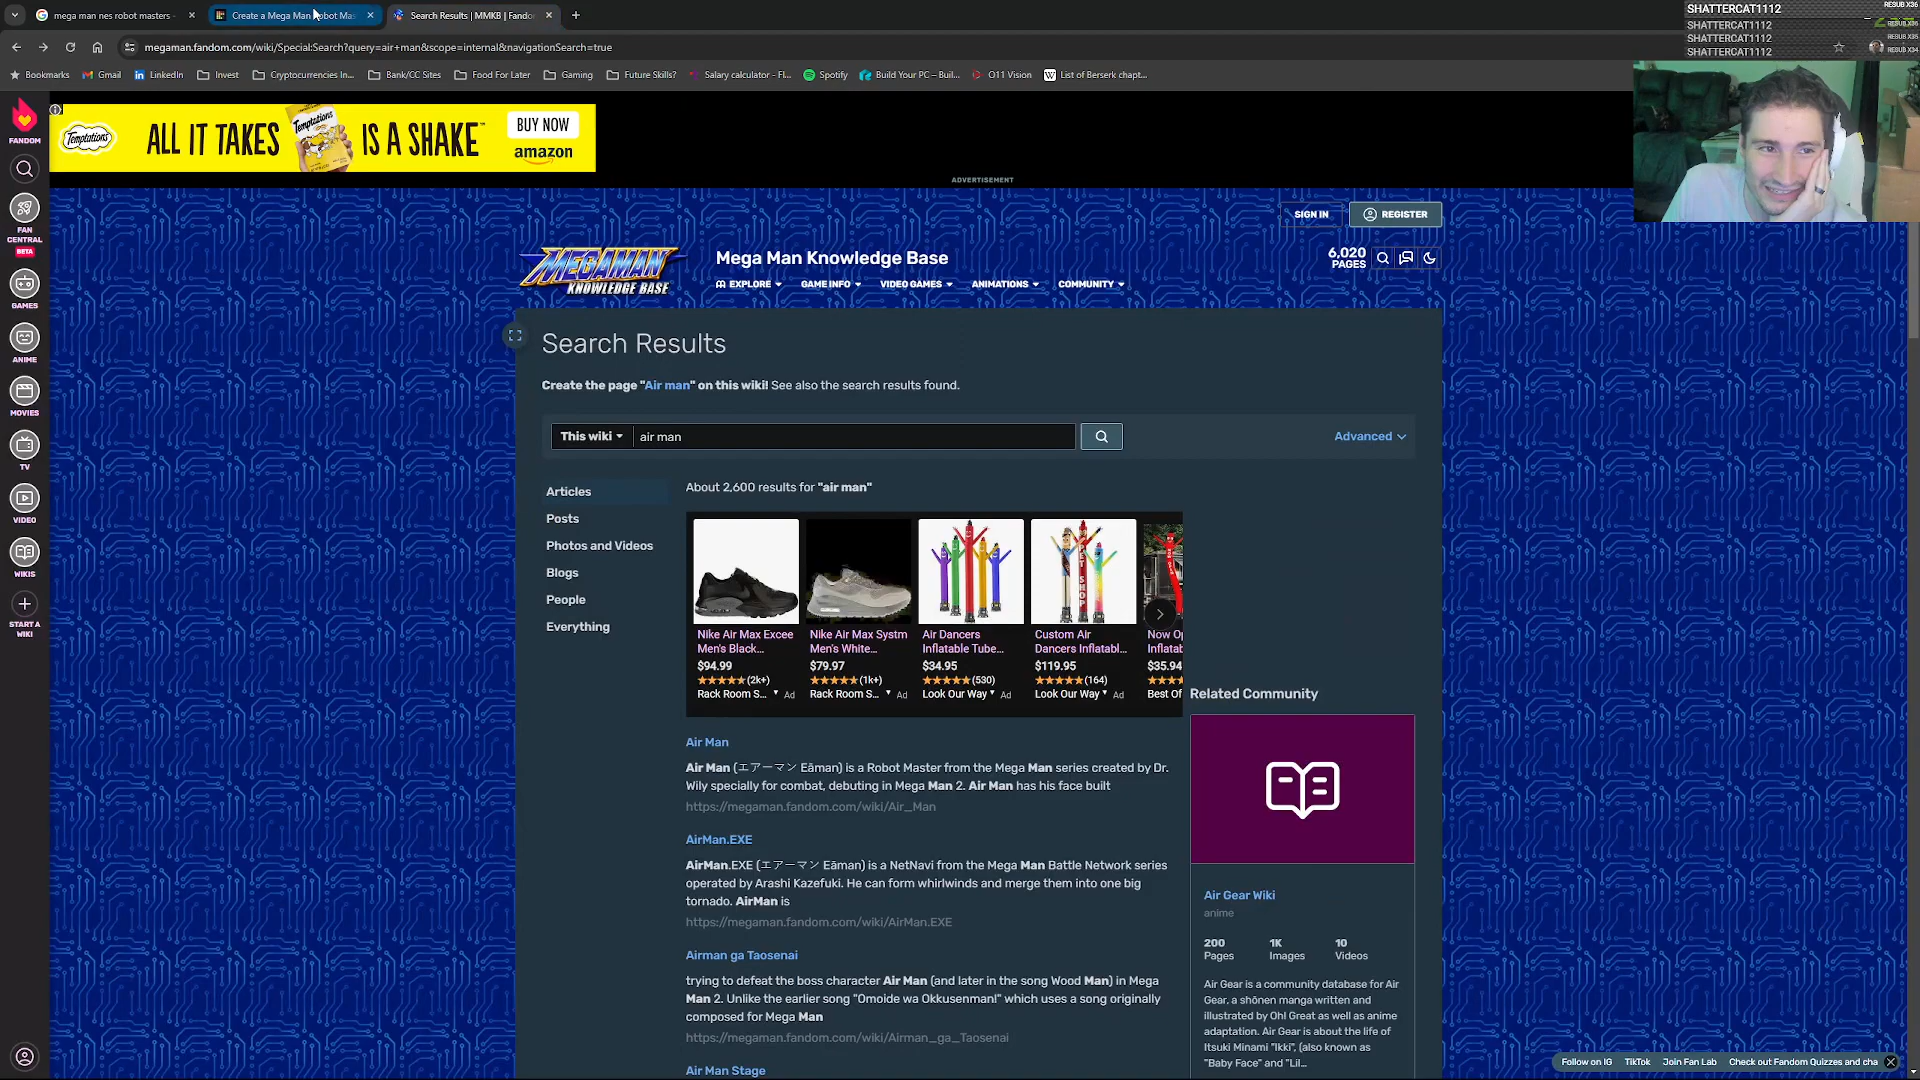 mega man nes robot masters -
Create a Mega Man Robot Mas
Search Results | MMKB | Fandon
SHATTERCAT1112
SHATTERCAT1112
SHATTERCAT1112
SHATTERCAT1112
RESUB X36
RESUB X36
RESUB X35
RESUB X34
megaman.fandom.com/wiki/Special:Search?query=air+man&scope=internal&navigationSearch=true
Bookmarks
Gmail
LinkedIn
Invest
Cryptocurrencies In...
Bank/CC Sites
Food For Later
Gaming
Future Skills?
Salary calculator - Fl...
Spotify
Build Your PC – Buil...
O11 Vision
List of Berserk chapt...
FANDOM
FAN
CENTRAL
BETA
GAMES
ANIME
MOVIES
TV
VIDEO
WIKIS
START A
WIKI
Temptations
ALL IT TAKES
Temptations
IS A SHAKE™
BUY NOW
amazon
ADVERTISEMENT
SIGN IN
REGISTER
MEGAMAN
KNOWLEDGE BASE
Mega Man Knowledge Base
6,020
PAGES
EXPLORE
GAME INFO
VIDEO GAMES
ANIMATIONS
COMMUNITY
Search Results
Create the page "Air man" on this wiki! See also the search results found.
This wiki
air man
Advanced
Articles
Posts
Photos and Videos
Blogs
People
Everything
About 2,600 results for "air man"
Nike Air Max Excee
Men's Black...
$94.99
(2k+)
Rack Room S...
Ad
Nike Air Max Systm
Men's White...
$79.97
(1k+)
Rack Room S...
Ad
Air Dancers
Inflatable Tube...
$34.95
(530)
Look Our Way
Ad
Custom Air
Dancers Inflatabl...
$119.95
(164)
Look Our Way
Ad
Now Op
Inflatab
$35.94
Best Of
Air Man
Air Man (エアーマン Eāman) is a Robot Master from the Mega Man series created by Dr.
Wily specially for combat, debuting in Mega Man 2. Air Man has his face built
https://megaman.fandom.com/wiki/Air_Man
AirMan.EXE
AirMan.EXE (エアーマン Eāman) is a NetNavi from the Mega Man Battle Network series
operated by Arashi Kazefuki. He can form whirlwinds and merge them into one big
tornado. AirMan is
https://megaman.fandom.com/wiki/AirMan.EXE
Airman ga Taosenai
trying to defeat the boss character Air Man (and later in the song Wood Man) in Mega
Man 2. Unlike the earlier song "Omoide wa Okkusenman!" which uses a song originally
composed for Mega Man
https://megaman.fandom.com/wiki/Airman_ga_Taosenai
Air Man Stage
Related Community
Air Gear Wiki
anime
200
Pages
1K
Images
10
Videos
Air Gear is a community database for Air
Gear, a shōnen manga written and
illustrated by Oh! Great as well as anime
adaptation. Air Gear is about the life of
Itsuki Minami "Ikki", (also known as
"Baby Face" and "Lil...
Follow on IG
TikTok
Join Fan Lab
Check out Fandom Quizzes and cha